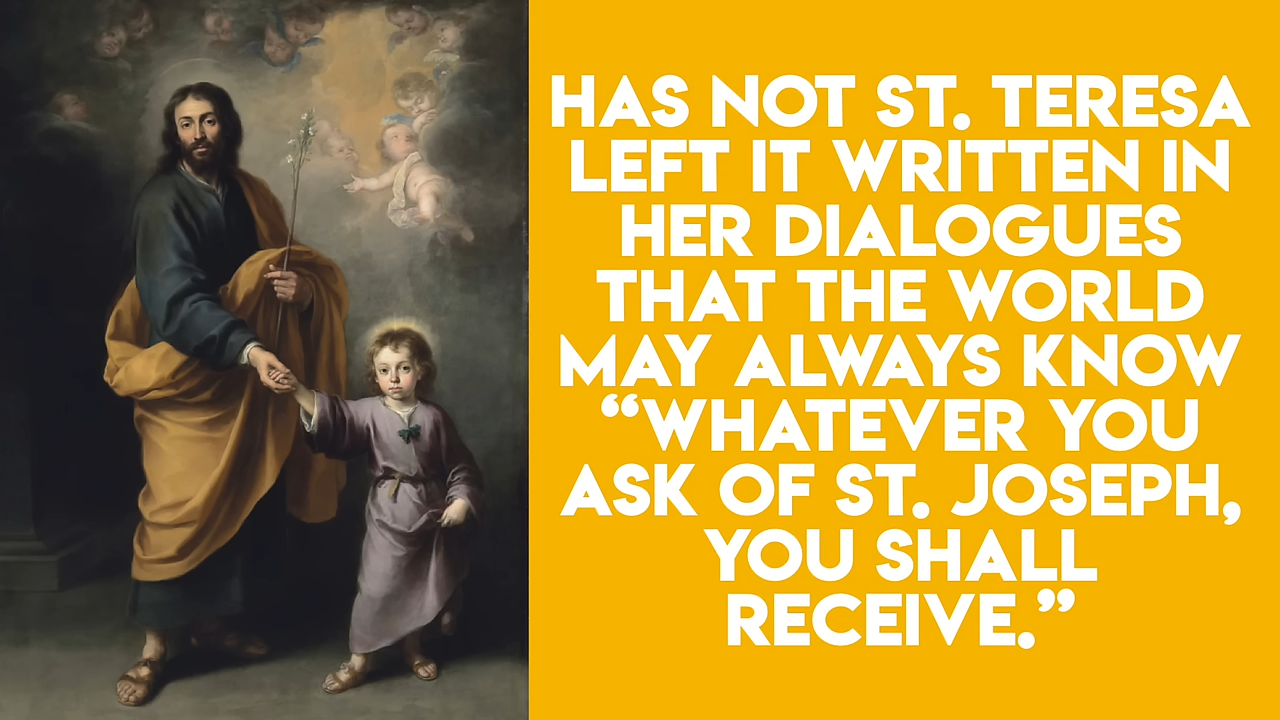 HAS NOT ST. TERESA
LEFT IT WRITTEN IN
HER DIALOGUES
THAT THE WORLD
MAY ALWAYS KNOW
“WHATEVER YOU
ASK OF ST. JOSEPH,
YOU SHALL
RECEIVE.”